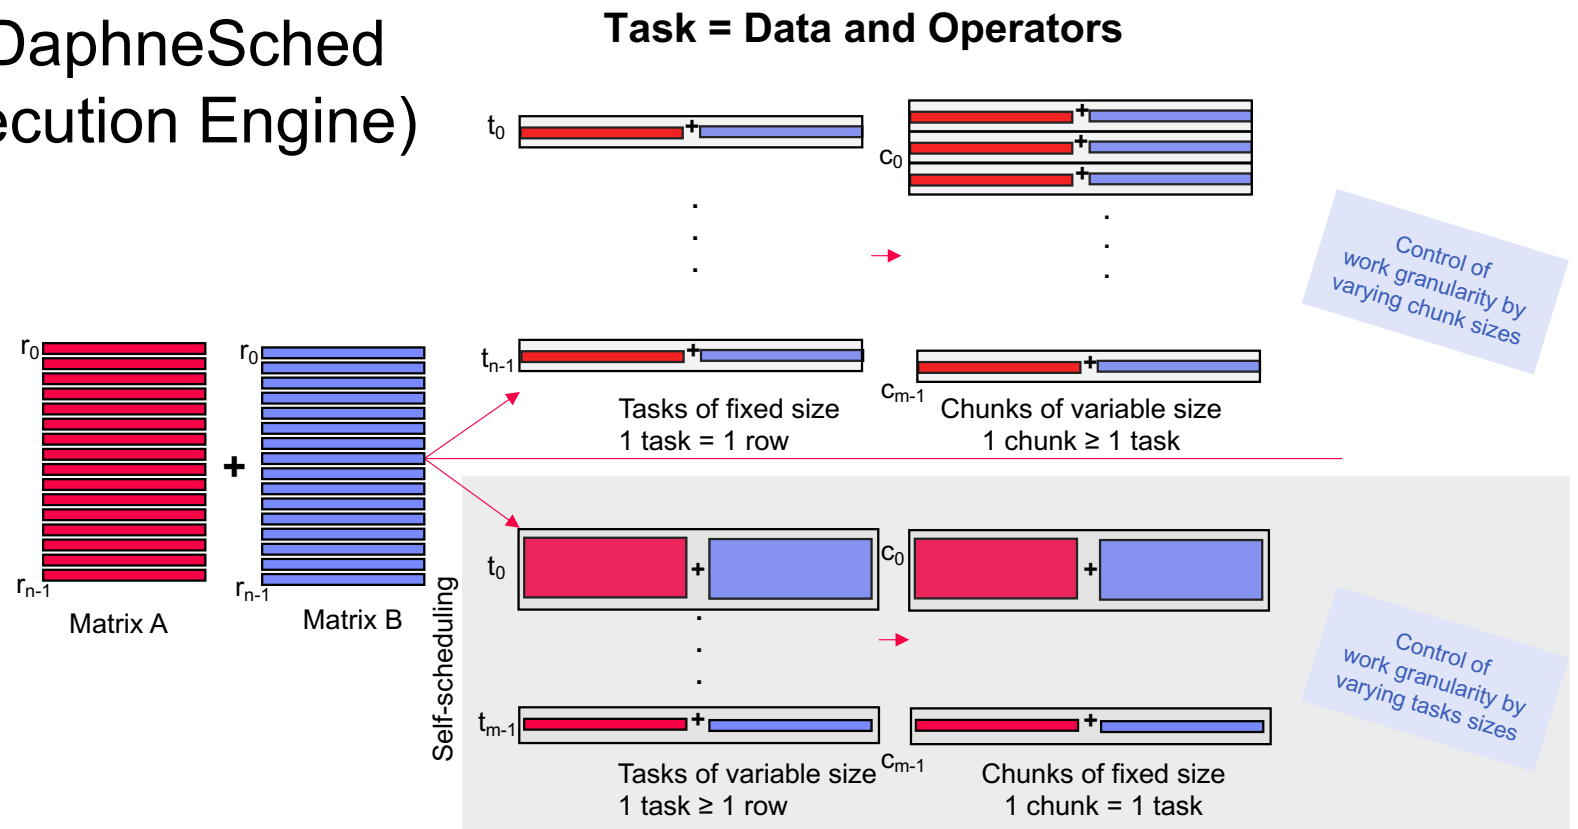 DaphneSched
ecution Engine)
Task = Data and Operators
t0
+
c0
+
+
+
.
.
.
.
.
.
tn-1
+
cm-1
+
Tasks of fixed size
1 task = 1 row
Chunks of variable size
1 chunk ≥ 1 task
Control of
work granularity by
varying chunk sizes
r0
rn-1
Matrix A
+
r0
rn-1
Matrix B
Self-scheduling
t0
+
c0
+
.
.
.
tm-1
+
cm-1
+
Tasks of variable size
1 task ≥ 1 row
Chunks of fixed size
1 chunk = 1 task
Control of
work granularity by
varying tasks sizes